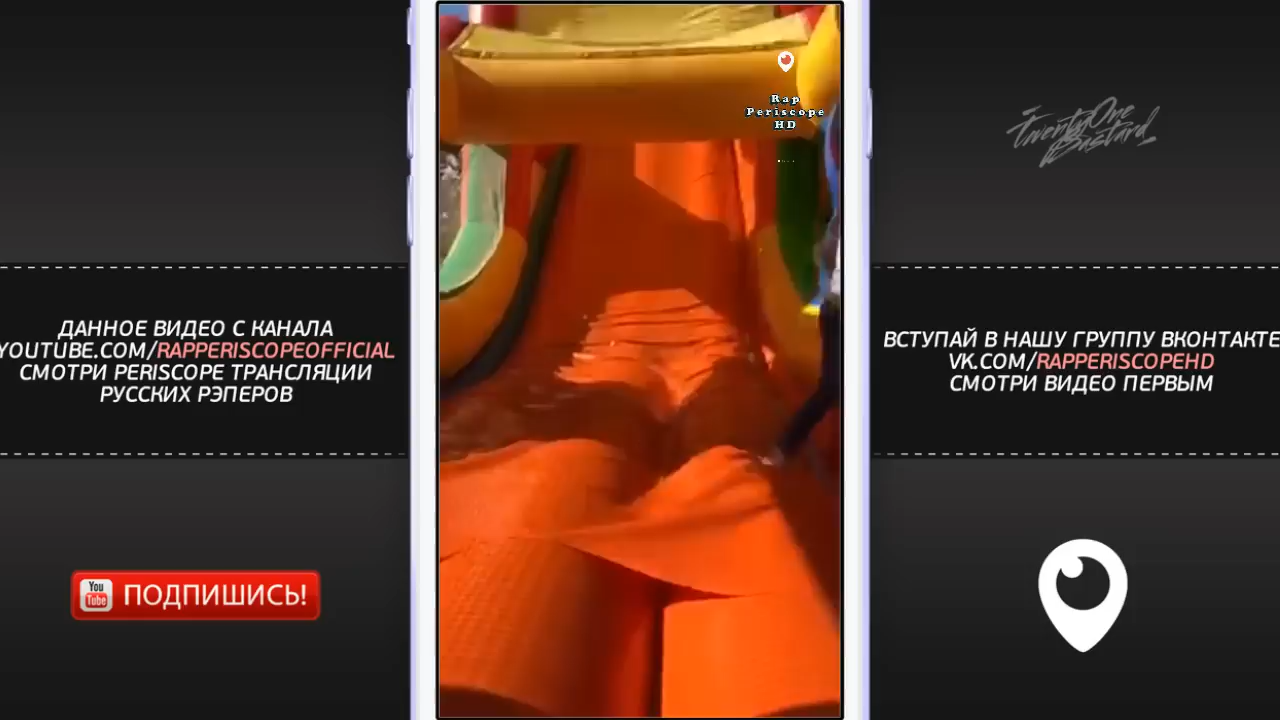 Rap
Periscope
HD
TwentyOne
Bastard
ДАННОЕ ВИДЕО С КАНАЛА
YOUTUBE.COM/RAPPERISCOPEOFFICIAL
СМОТРИ PERISCOPE ТРАНСЛЯЦИИ
РУССКИХ РЭПЕРОВ
ВСТУПАЙ В НАШУ ГРУППУ ВКОНТАКТЕ
VK.COM/RAPPERISCOPEHD
СМОТРИ ВИДЕО ПЕРВЫМ
You
Tube
ПОДПИШИСЬ!